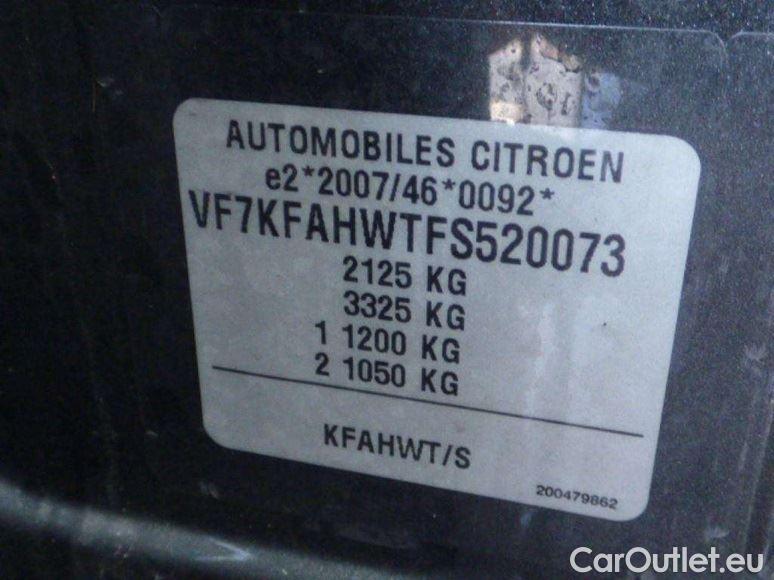 AUTOMOBILES CITROEN
e2*2007/46*0092*
VF7KFAHWTFS520073
2125 KG
3325 KG
1 1200 KG
2 1050 KG
KFAHWT/S
200479862
CarOutlet.eu